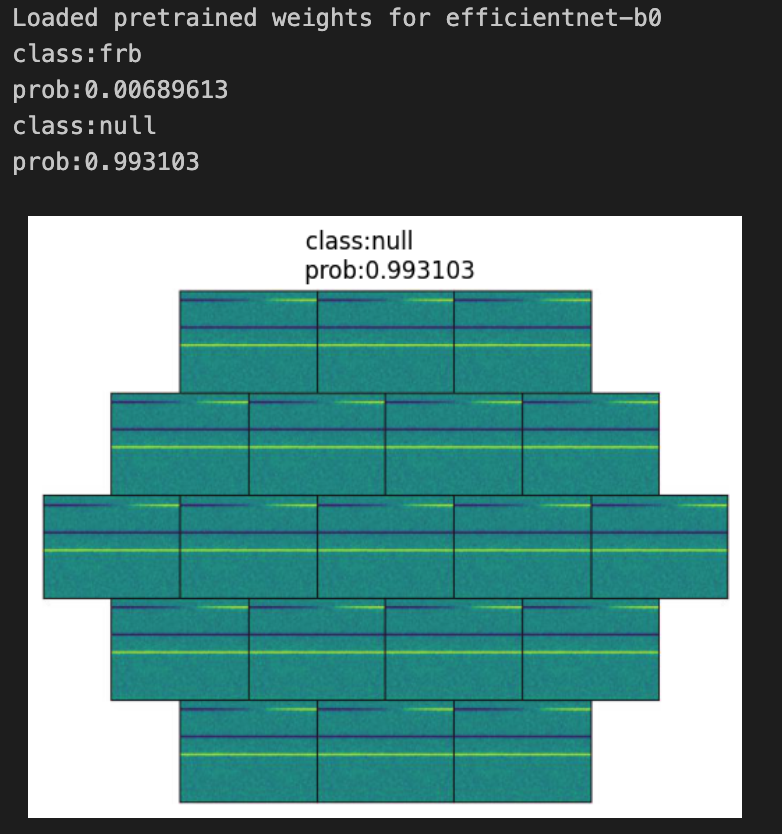 Loaded pretrained weights for efficientnet-b0
class:frb
prob:0.00689613
class:null
prob:0.993103
class:null
prob:0.993103